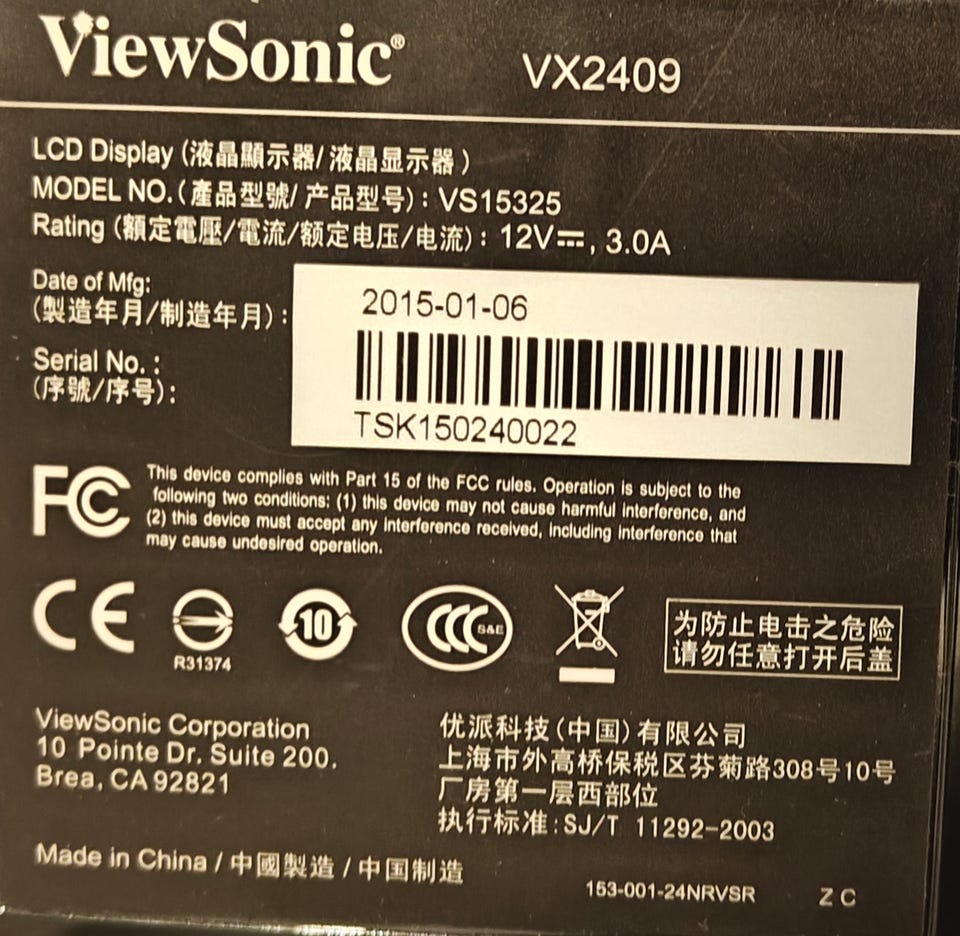 ViewSonic®
VX2409
LCD Display (液晶顯示器/ 液晶显示器 )
MODEL NO. (產品型號/ 产品型号) : VS15325
Rating (額定電壓/電流/额定电压/电流) : 12V⎓, 3.0A
Date of Mfg:
(製造年月/制造年月) :
2015-01-06
Serial No. :
(序號/序号):
TSK150240022
FC
This device complies with Part 15 of the FCC rules. Operation is subject to the
following two conditions: (1) this device may not cause harmful interference, and
(2) this device must accept any interference received, including interference that
may cause undesired operation.
CE
R31374
10
CCC S&E
为防止电击之危险
请勿任意打开后盖
ViewSonic Corporation
10 Pointe Dr. Suite 200.
Brea, CA 92821
优派科技(中国)有限公司
上海市外高桥保税区芬菊路308号10号
厂房第一层西部位
执行标准:SJ/T 11292-2003
Made in China / 中國製造 / 中国制造
153-001-24NRVSR
Z C